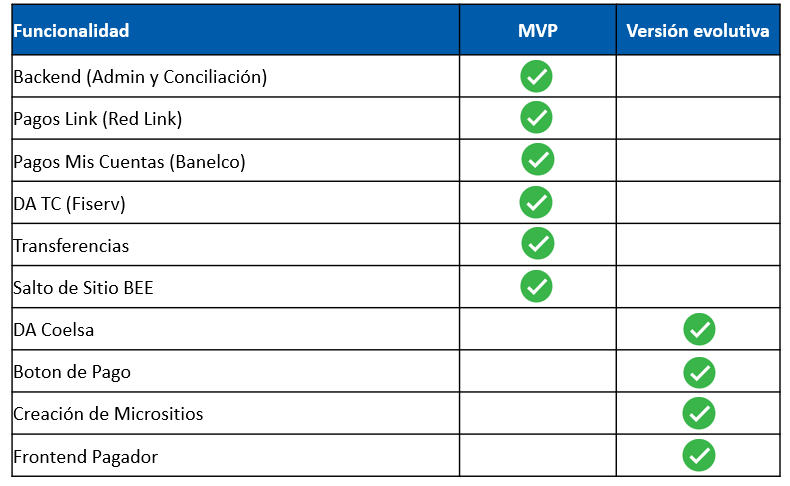 Funcionalidad MVP Versión evolutiva
Backend (Admin y Conciliación)
Pagos Link (Red Link)
Pagos Mis Cuentas (Banelco)
DA TC (Fiserv)
Transferencias
Salto de Sitio BEE
DA Coelsa
Boton de Pago
Creación de Micrositios
Frontend Pagador